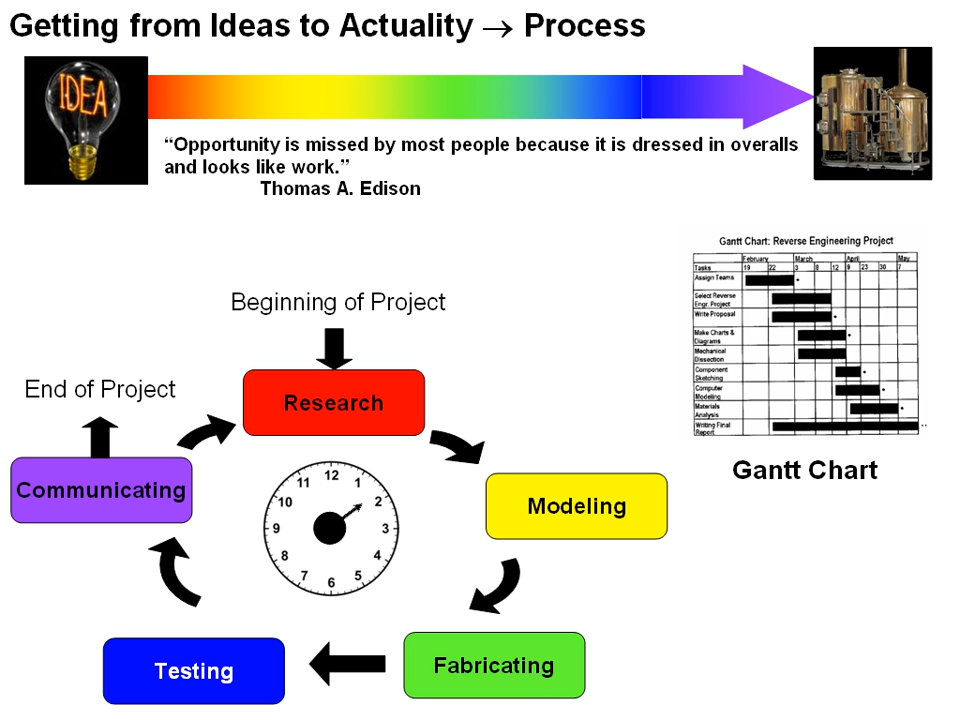 Getting from Ideas to Actuality → Process
IDEA
“Opportunity is missed by most people because it is dressed in overalls
and looks like work.”
Thomas A. Edison
Gantt Chart: Reverse Engineering Project
February March April May
Tasks 19 22 3 8 12 9 23 30 7
Assign Teams
Select Reverse
Engr. Project
Write Proposal
Make Charts &
Diagrams
Mechanical
Dissection
Component
Sketching
Computer
Modeling
Materials
Analysis
Writing Final
Report
Gantt Chart
Beginning of Project
End of Project
Research
Communicating
Modeling
12
11 1
10 2
9 3
8 4
7 5
6
Testing
Fabricating